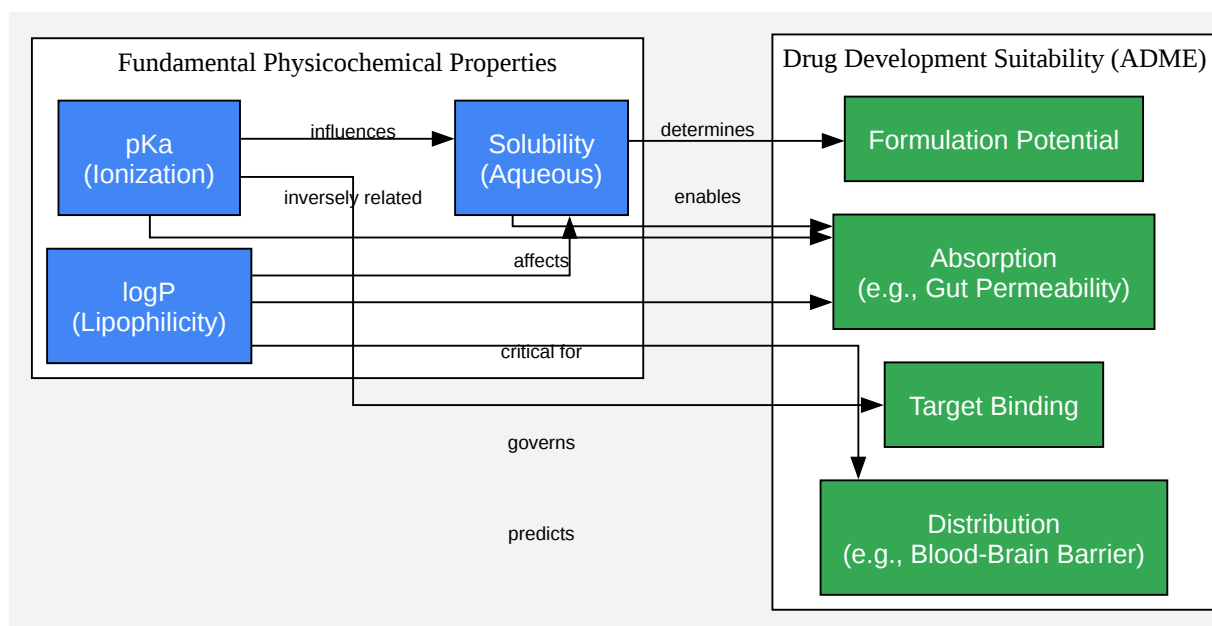 Fundamental Physicochemical Properties
pKa
(Ionization)
influences
Solubility
(Aqueous)
inversely related
logP
(Lipophilicity)
affects
critical for
governs
predicts
determines
enables
Drug Development Suitability (ADME)
Formulation Potential
Absorption
(e.g., Gut Permeability)
Target Binding
Distribution
(e.g., Blood-Brain Barrier)